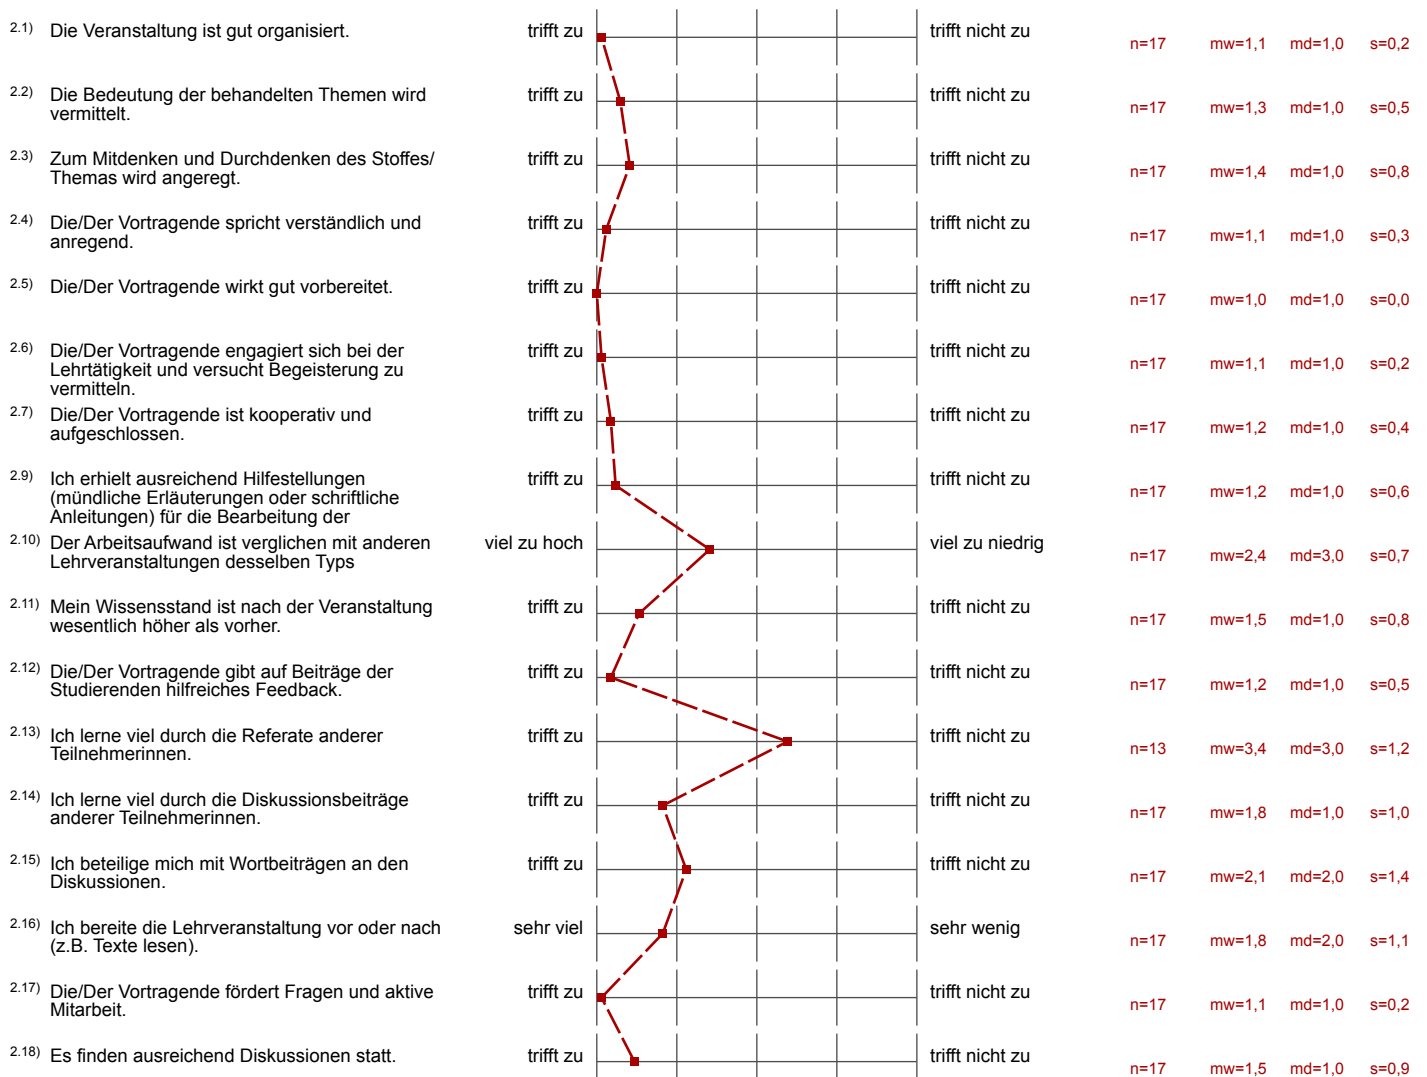 2.1) Die Veranstaltung ist gut organisiert. trifft zu trifft nicht zu n=17 mw=1,1 md=1,0 s=0,2
2.2) Die Bedeutung der behandelten Themen wird trifft zu trifft nicht zu n=17 mw=1,3 md=1,0 s=0,5
vermittelt.
2.3) Zum Mitdenken und Durchdenken des Stoffes/ trifft zu trifft nicht zu n=17 mw=1,4 md=1,0 s=0,8
Themas wird angeregt.
2.4) Die/Der Vortragende spricht verständlich und trifft zu trifft nicht zu n=17 mw=1,1 md=1,0 s=0,3
anregend.
2.5) Die/Der Vortragende wirkt gut vorbereitet. trifft zu trifft nicht zu n=17 mw=1,0 md=1,0 s=0,0
2.6) Die/Der Vortragende engagiert sich bei der trifft zu trifft nicht zu n=17 mw=1,1 md=1,0 s=0,2
Lehrtätigkeit und versucht Begeisterung zu
vermitteln.
2.7) Die/Der Vortragende ist kooperativ und trifft zu trifft nicht zu n=17 mw=1,2 md=1,0 s=0,4
aufgeschlossen.
2.9) Ich erhielt ausreichend Hilfestellungen trifft zu trifft nicht zu n=17 mw=1,2 md=1,0 s=0,6
(mündliche Erläuterungen oder schriftliche
Anleitungen) für die Bearbeitung der
2.10) Der Arbeitsaufwand ist verglichen mit anderen viel zu hoch viel zu niedrig n=17 mw=2,4 md=3,0 s=0,7
Lehrveranstaltungen desselben Typs
2.11) Mein Wissensstand ist nach der Veranstaltung trifft zu trifft nicht zu n=17 mw=1,5 md=1,0 s=0,8
wesentlich höher als vorher.
2.12) Die/Der Vortragende gibt auf Beiträge der trifft zu trifft nicht zu n=17 mw=1,2 md=1,0 s=0,5
Studierenden hilfreiches Feedback.
2.13) Ich lerne viel durch die Referate anderer trifft zu trifft nicht zu n=13 mw=3,4 md=3,0 s=1,2
Teilnehmerinnen.
2.14) Ich lerne viel durch die Diskussionsbeiträge trifft zu trifft nicht zu n=17 mw=1,8 md=1,0 s=1,0
anderer Teilnehmerinnen.
2.15) Ich beteilige mich mit Wortbeiträgen an den trifft zu trifft nicht zu n=17 mw=2,1 md=2,0 s=1,4
Diskussionen.
2.16) Ich bereite die Lehrveranstaltung vor oder nach sehr viel sehr wenig n=17 mw=1,8 md=2,0 s=1,1
(z.B. Texte lesen).
2.17) Die/Der Vortragende fördert Fragen und aktive trifft zu trifft nicht zu n=17 mw=1,1 md=1,0 s=0,2
Mitarbeit.
2.18) Es finden ausreichend Diskussionen statt. trifft zu trifft nicht zu n=17 mw=1,5 md=1,0 s=0,9